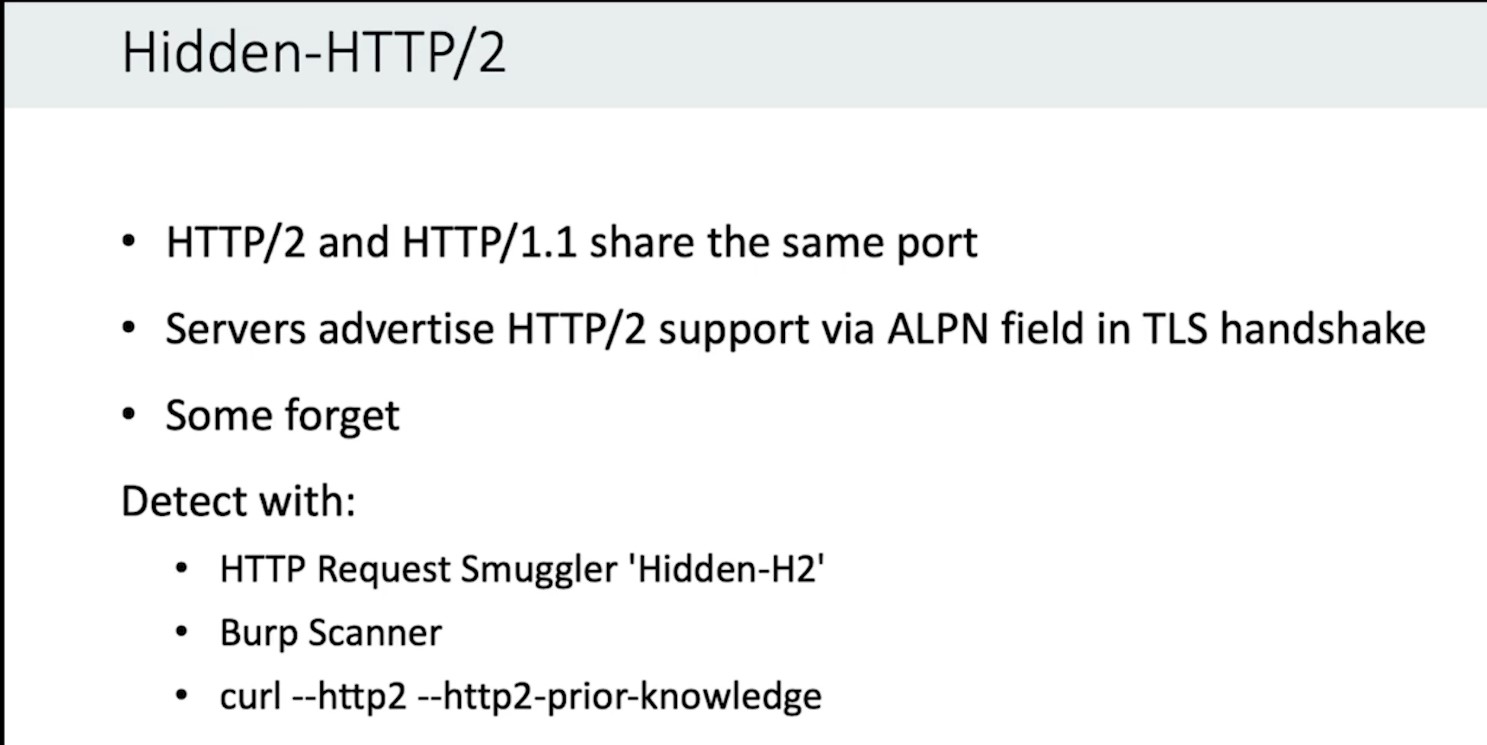 Hidden-HTTP/2
• HTTP/2 and HTTP/1.1 share the same port
• Servers advertise HTTP/2 support via ALPN field in TLS handshake
• Some forget
Detect with:
• HTTP Request Smuggler 'Hidden-H2'
• Burp Scanner
• curl --http2 --http2-prior-knowledge